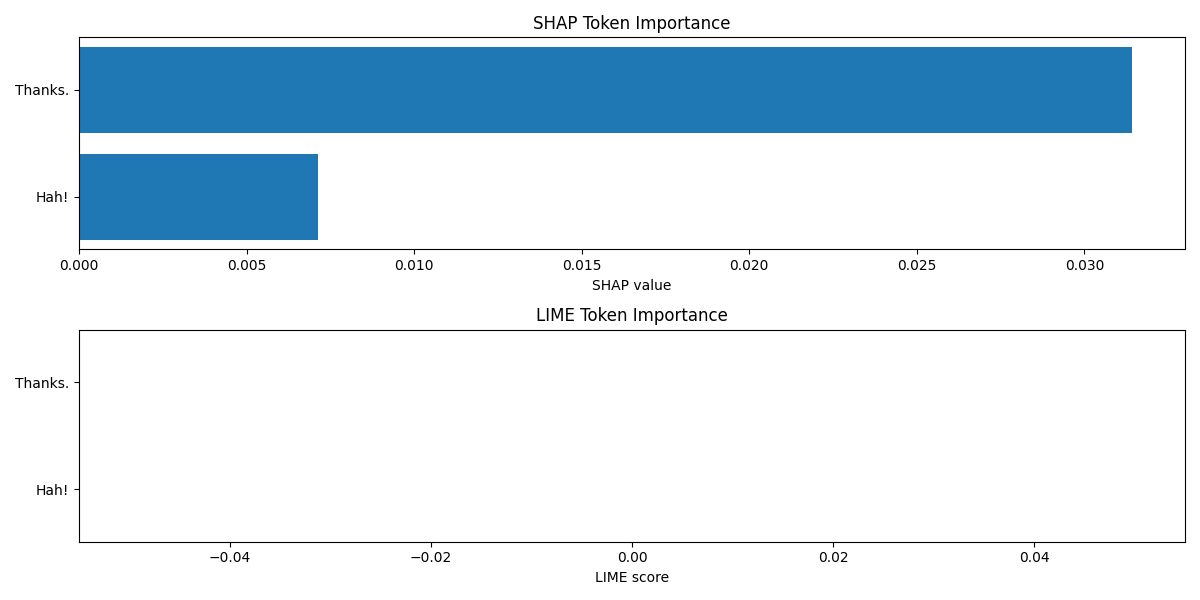 SHAP Token Importance
Thanks.
Hah!
0.000 0.005 0.010 0.015 0.020 0.025 0.030
SHAP value
LIME Token Importance
Thanks.
Hah!
−0.04 −0.02 0.00 0.02 0.04
LIME score